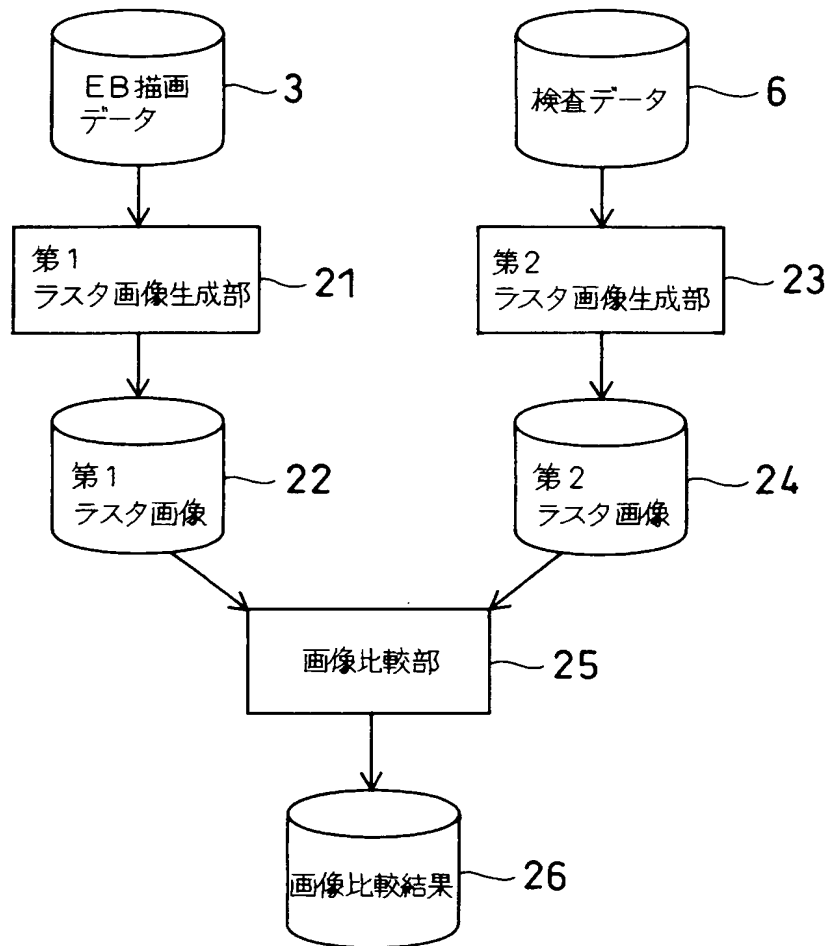 EB描画
データ
3
検査データ
6
第1
ラスタ画像生成部
21
第2
ラスタ画像生成部
23
第1
ラスタ画像
22
第2
ラスタ画像
24
画像比較部
25
画像比較結果
26